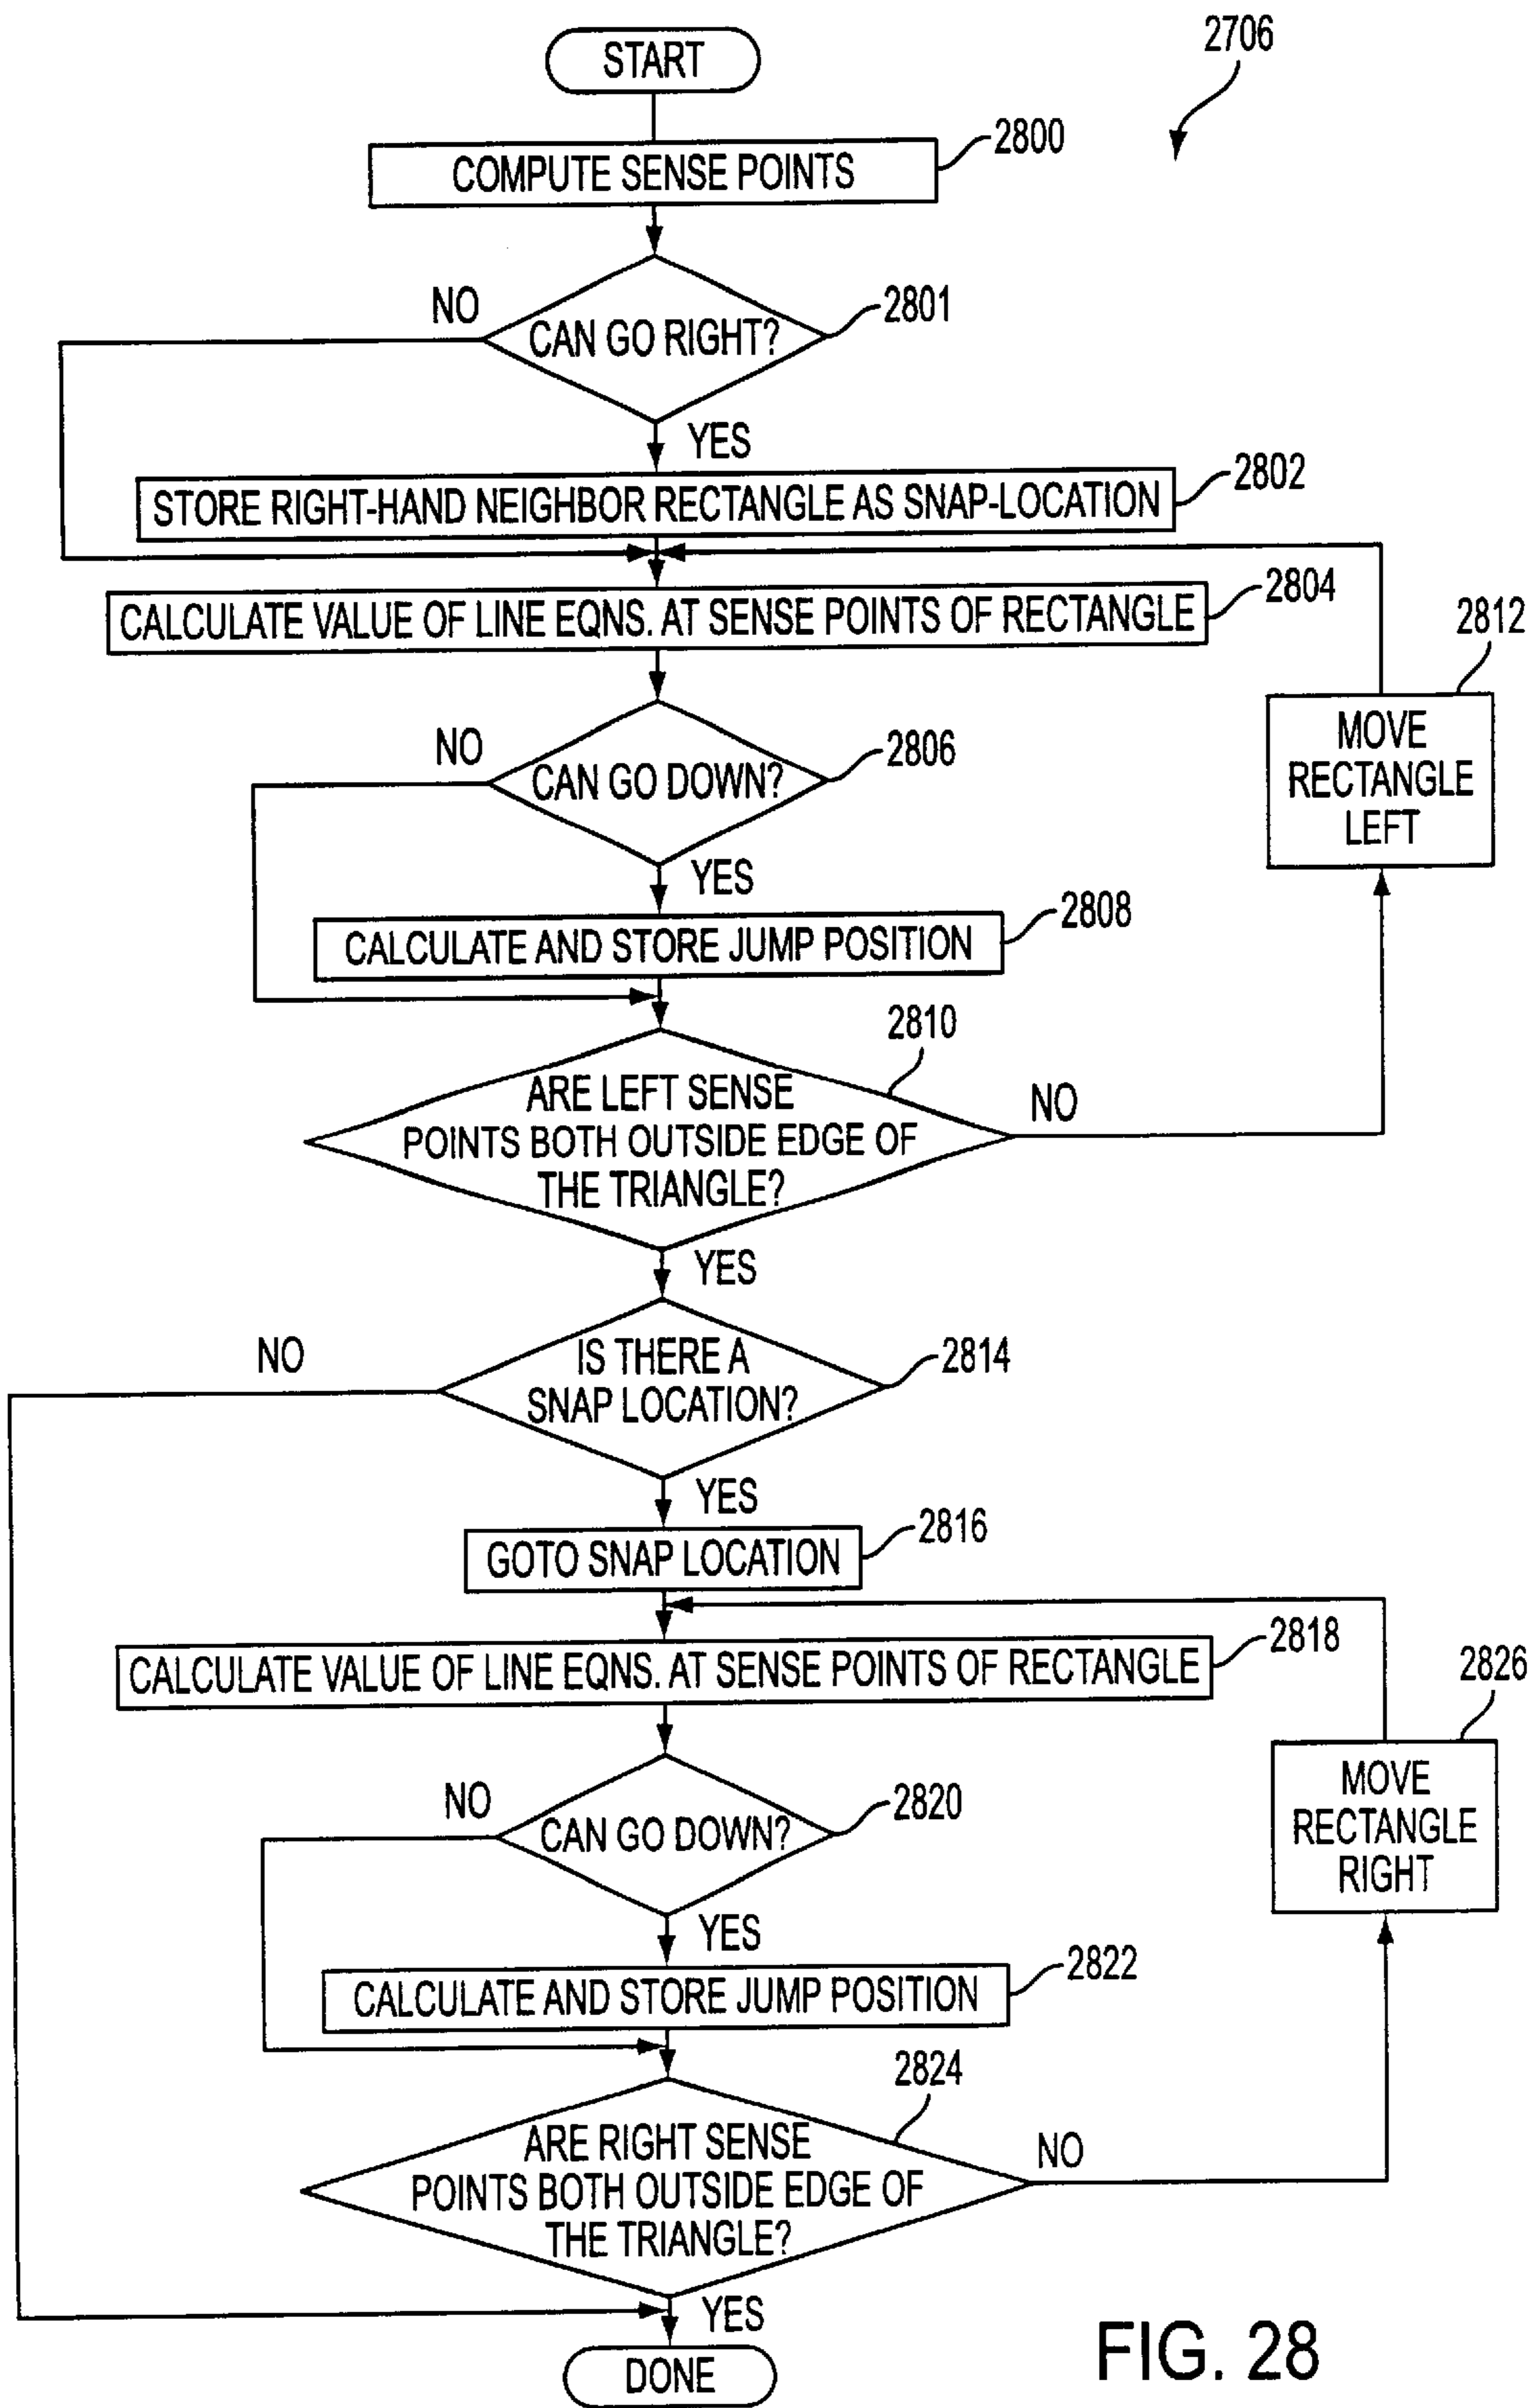 2706
START
2800
COMPUTE SENSE POINTS
NO
2801
CAN GO RIGHT?
YES
2802
STORE RIGHT-HAND NEIGHBOR RECTANGLE AS SNAP-LOCATION
2804
CALCULATE VALUE OF LINE EQNS. AT SENSE POINTS OF RECTANGLE
2812
MOVE
RECTANGLE
LEFT
NO
2806
CAN GO DOWN?
YES
2808
CALCULATE AND STORE JUMP POSITION
2810
ARE LEFT SENSE
POINTS BOTH OUTSIDE EDGE OF
THE TRIANGLE?
NO
YES
NO
2814
IS THERE A
SNAP LOCATION?
YES
2816
GOTO SNAP LOCATION
2818
CALCULATE VALUE OF LINE EQNS. AT SENSE POINTS OF RECTANGLE
2826
MOVE
RECTANGLE
RIGHT
NO
2820
CAN GO DOWN?
YES
2822
CALCULATE AND STORE JUMP POSITION
2824
ARE RIGHT SENSE
POINTS BOTH OUTSIDE EDGE OF
THE TRIANGLE?
NO
YES
DONE
FIG. 28